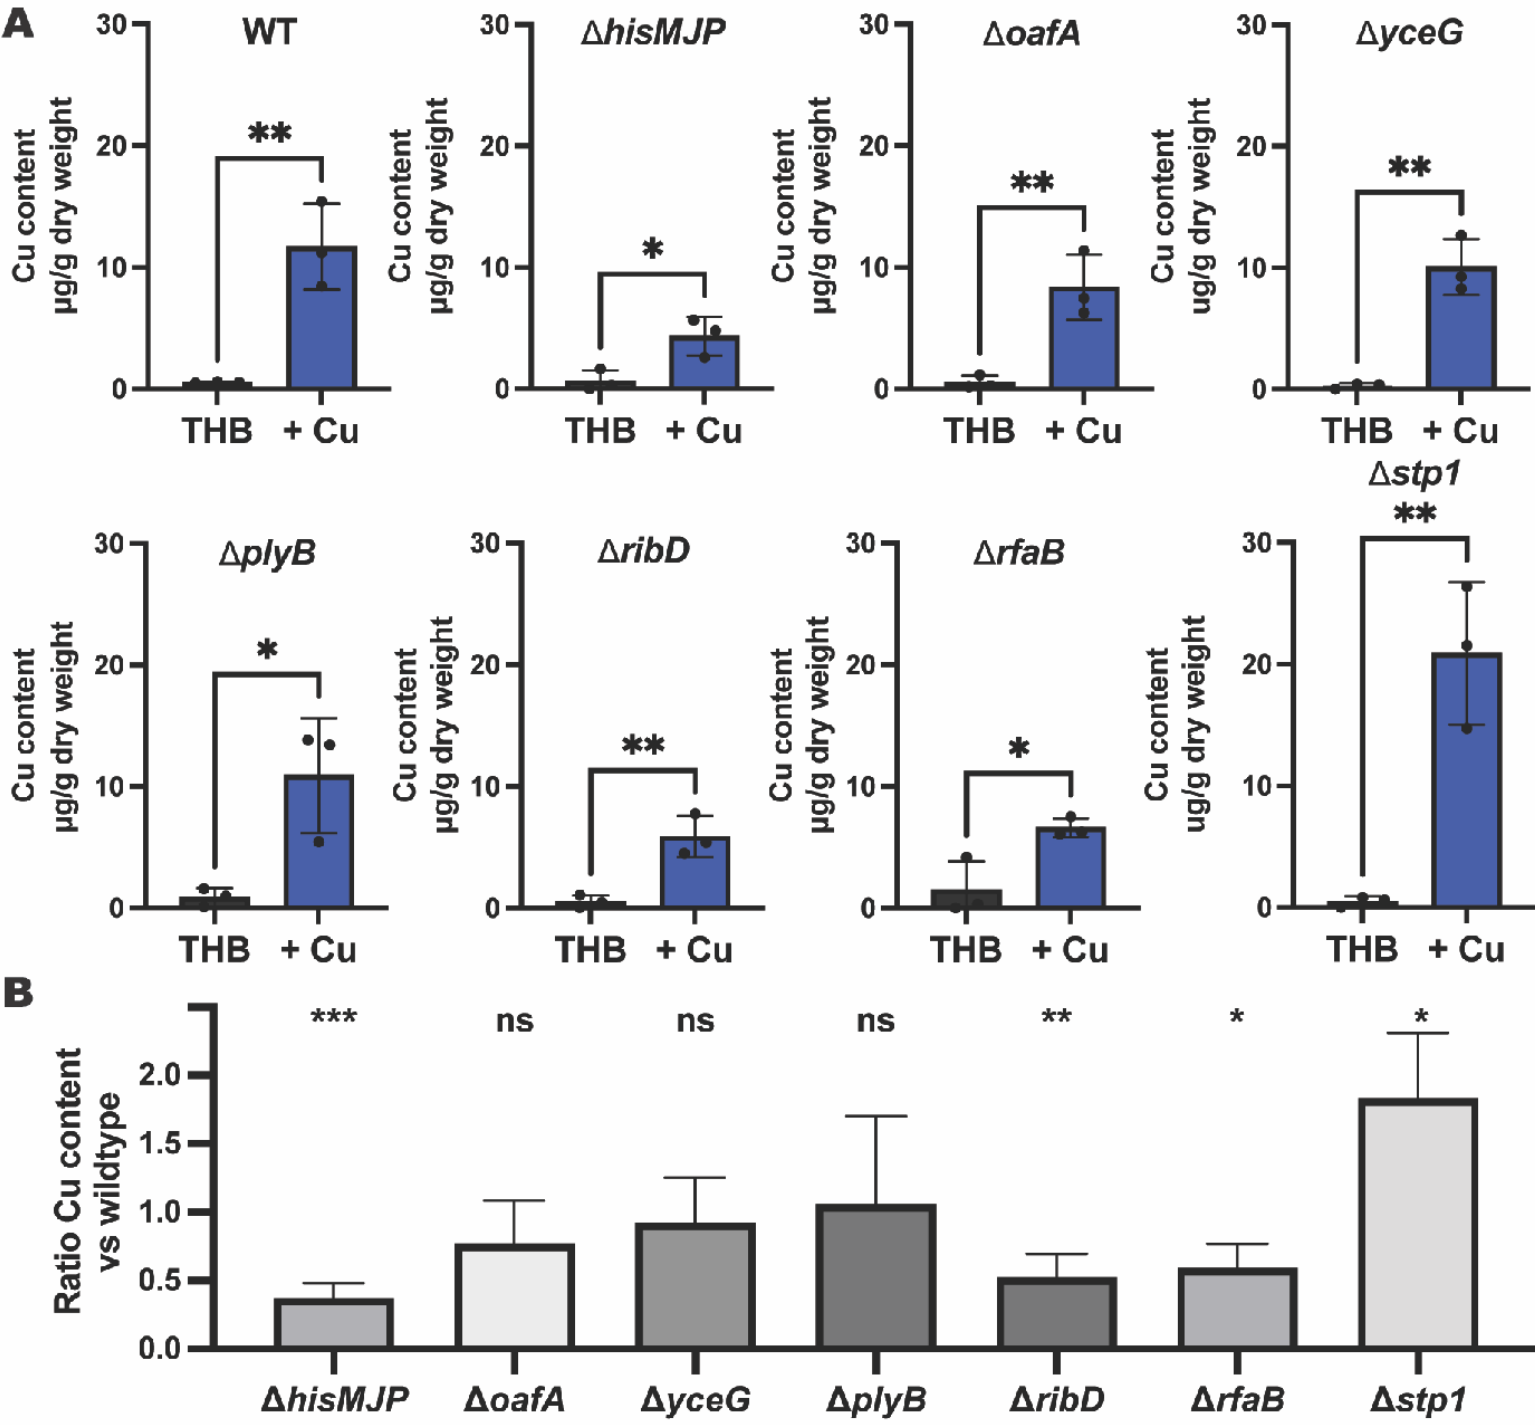 A
WT
ΔhisMJP
ΔoafA
ΔyceG
30
20
10
0
Cu content
µg/g dry weight
**
THB + Cu
30
20
10
0
Cu content
µg/g dry weight
*
THB + Cu
30
20
10
0
Cu content
µg/g dry weight
**
THB + Cu
30
20
10
0
Cu content
ug/g dry weight
**
THB + Cu
ΔplyB
30
20
10
0
Cu content
µg/g dry weight
*
THB + Cu
ΔribD
30
20
10
0
Cu content
µg/g dry weight
**
THB + Cu
ΔrfaB
30
20
10
0
Cu content
µg/g dry weight
*
THB + Cu
Δstp1
**
30
20
10
0
Cu content
ug/g dry weight
THB + Cu
B
Ratio Cu content
vs wildtype
2.0
1.5
1.0
0.5
0.0
*** ns ns ns ** * *
ΔhisMJP ΔoafA ΔyceG ΔplyB ΔribD ΔrfaB Δstp1